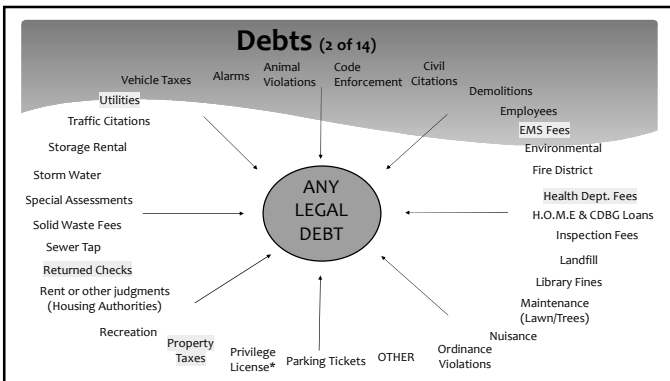 Debts (2 of 14)
Vehicle Taxes
Alarms
Animal
Violations
Code
Enforcement
Civil
Citations
Demolitions
Employees
EMS Fees
Environmental
Fire District
Health Dept. Fees
H.O.M.E & CDBG Loans
Inspection Fees
Landfill
Library Fines
Maintenance
(Lawn/Trees)
Nuisance
Ordinance
Violations
OTHER
Parking Tickets
Privilege
License*
Property
Taxes
Recreation
Rent or other judgments
(Housing Authorities)
Returned Checks
Sewer Tap
Solid Waste Fees
Special Assessments
Storm Water
Storage Rental
Traffic Citations
Utilities
ANY
LEGAL
DEBT